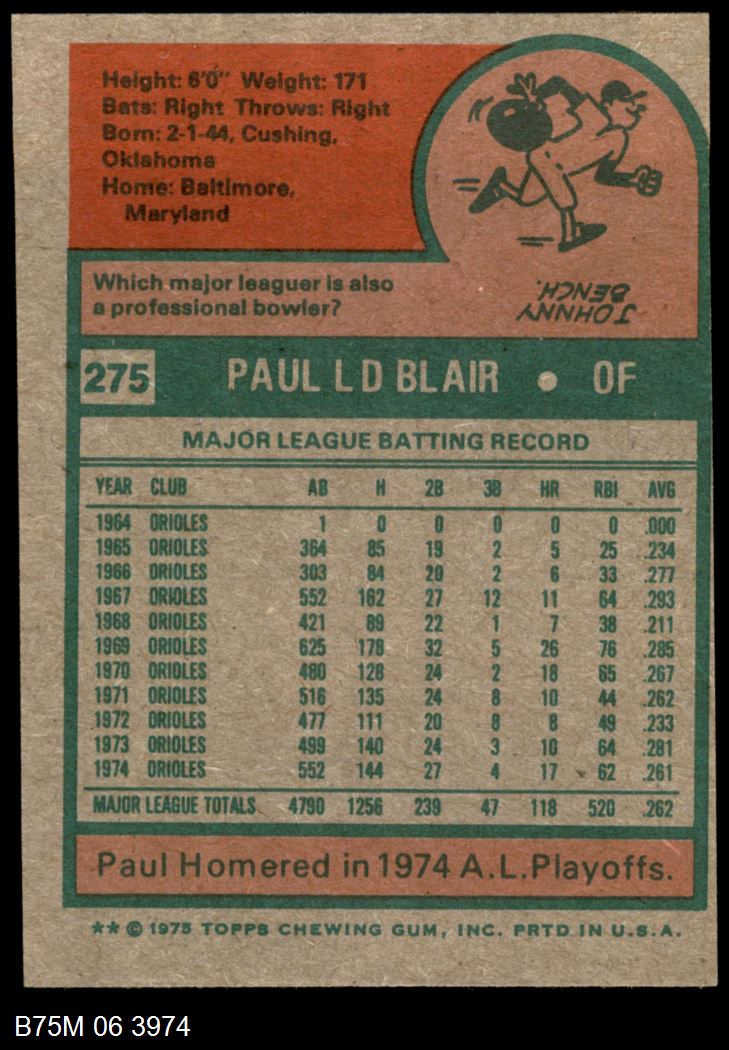 Height: 6'0" Weight: 171
Bats: Right Throws: Right
Born: 2-1-44, Cushing,
Oklahoma
Home: Baltimore,
Maryland
Which major leaguer is also
a professional bowler?
JOHNNY
BENCH.
275 PAUL L D BLAIR • OF
MAJOR LEAGUE BATTING RECORD
YEAR CLUB AB H 2B 3B HR RBI AVG
1964 ORIOLES 1 0 0 0 0 0 .000
1965 ORIOLES 364 85 19 2 5 25 .234
1966 ORIOLES 303 84 20 2 6 33 .277
1967 ORIOLES 552 162 27 12 11 64 .293
1968 ORIOLES 421 89 22 1 7 38 .211
1969 ORIOLES 625 178 32 5 26 76 .285
1970 ORIOLES 480 128 24 2 18 65 .267
1971 ORIOLES 516 135 24 8 10 44 .262
1972 ORIOLES 477 111 20 8 8 49 .233
1973 ORIOLES 499 140 24 3 10 64 .281
1974 ORIOLES 552 144 27 4 17 62 .261
MAJOR LEAGUE TOTALS 4790 1256 239 47 118 520 .262
Paul Homered in 1974 A.L.Playoffs.
** © 1975 TOPPS CHEWING GUM, INC. PRTD IN U.S.A.
B75M 06 3974